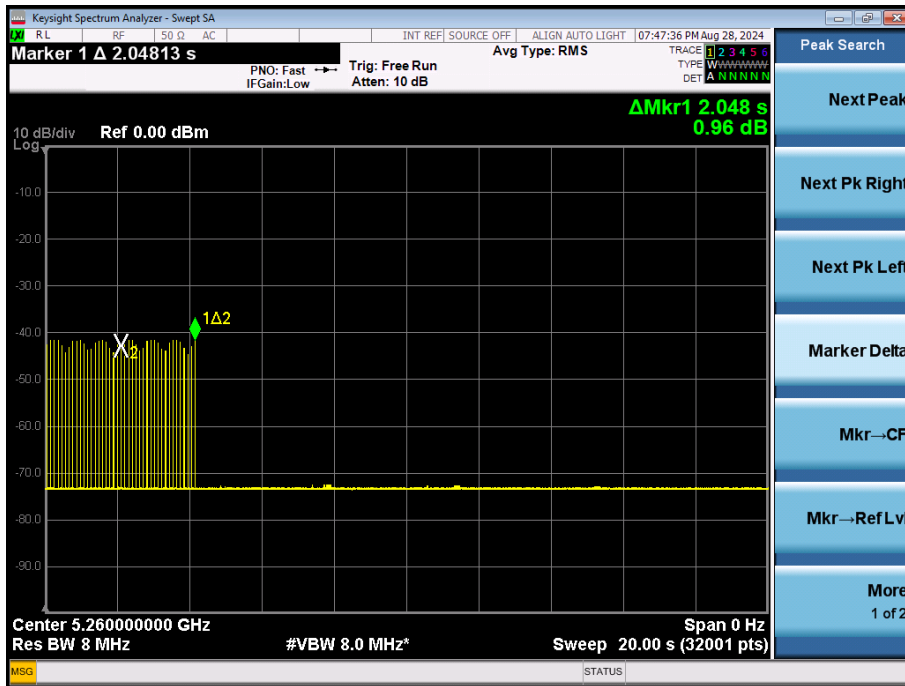 Keysight Spectrum Analyzer - Swept SA
LXI RL RF 50 Ω AC INT REF SOURCE OFF ALIGN AUTO LIGHT 07:47:36 PM Aug 28, 2024
Marker 1 Δ 2.04813 s
PNO: Fast
IFGain:Low
Trig: Free Run
Atten: 10 dB
Avg Type: RMS
TRACE 1 2 3 4 5 6
TYPE WWWWWW
DET A N N N N N
ΔMkr1 2.048 s
0.96 dB
10 dB/div Ref 0.00 dBm
Log
-10.0
-20.0
-30.0
-40.0
-50.0
-60.0
-70.0
-80.0
-90.0
1Δ2
2
Center 5.260000000 GHz Span 0 Hz
Res BW 8 MHz #VBW 8.0 MHz* Sweep 20.00 s (32001 pts)
MSG STATUS
Peak Search
Next Peak
Next Pk Right
Next Pk Left
Marker Delta
Mkr→CF
Mkr→Ref Lvl
More
1 of 2